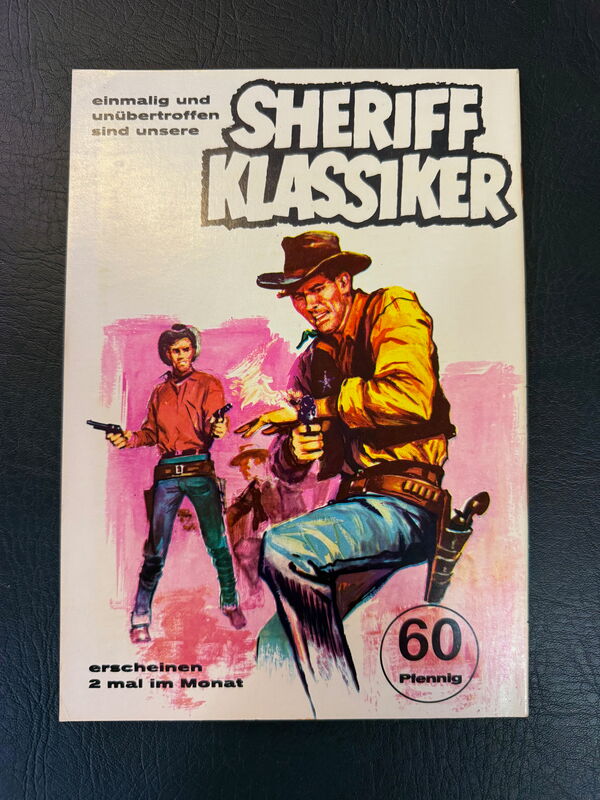 einmalig und
unübertroffen
sind unsere
SHERIFF
KLASSIKER
erscheinen
2 mal im Monat
60
Pfennig